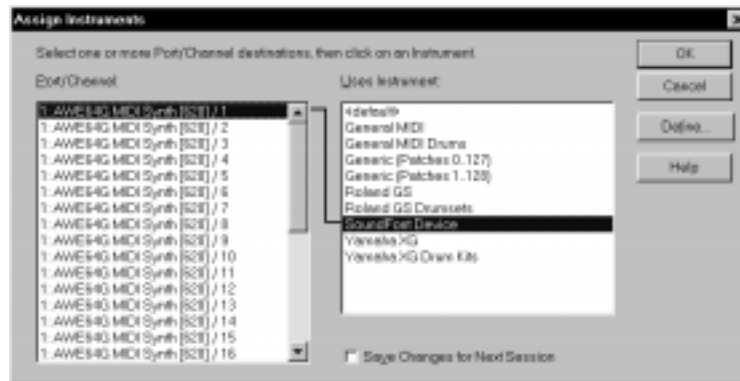 Assign Instruments
Select one or more Port/Channel destinations, then click on an Instrument.
Port/Channel:
1: AWE64G MIDI Synth [620] / 1
1: AWE64G MIDI Synth [620] / 2
1: AWE64G MIDI Synth [620] / 3
1: AWE64G MIDI Synth [620] / 4
1: AWE64G MIDI Synth [620] / 5
1: AWE64G MIDI Synth [620] / 6
1: AWE64G MIDI Synth [620] / 7
1: AWE64G MIDI Synth [620] / 8
1: AWE64G MIDI Synth [620] / 9
1: AWE64G MIDI Synth [620] / 10
1: AWE64G MIDI Synth [620] / 11
1: AWE64G MIDI Synth [620] / 12
1: AWE64G MIDI Synth [620] / 13
1: AWE64G MIDI Synth [620] / 14
1: AWE64G MIDI Synth [620] / 15
1: AWE64G MIDI Synth [620] / 16
Uses Instrument:
<default>
General MIDI
General MIDI Drums
Generic (Patches 0..127)
Generic (Patches 1..128)
Roland GS
Roland GS Drumsets
SoundFont Device
Yamaha XG
Yamaha XG Drum Kits
Save Changes for Next Session
OK
Cancel
Define...
Help